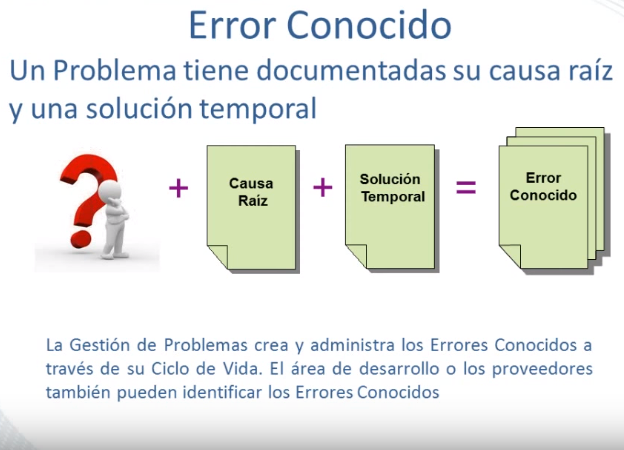 Error Conocido
Un Problema tiene documentadas su causa raíz
y una solución temporal
Causa
Raíz
Solución
Temporal
Error
Conocido
La Gestión de Problemas crea y administra los Errores Conocidos a
través de su Ciclo de Vida. El área de desarrollo o los proveedores
también pueden identificar los Errores Conocidos